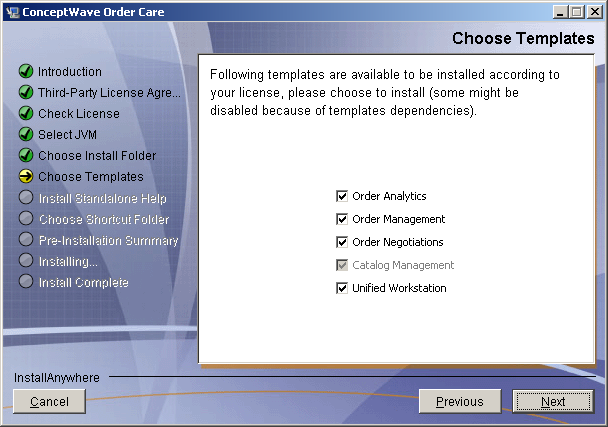 ConceptWave Order Care
Choose Templates
Introduction
Third-Party License Agre...
Check License
Select JVM
Choose Install Folder
Choose Templates
Install Standalone Help
Choose Shortcut Folder
Pre-Installation Summary
Installing...
Install Complete
Following templates are available to be installed according to
your license, please choose to install (some might be
disabled because of templates dependencies).
Order Analytics
Order Management
Order Negotiations
Catalog Management
Unified Workstation
InstallAnywhere
Cancel
Previous
Next